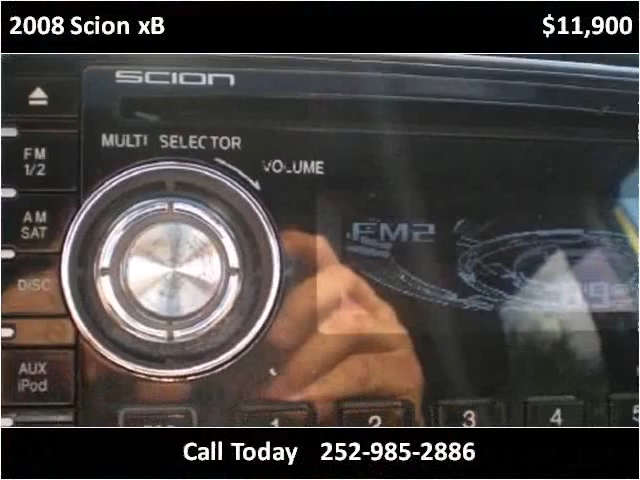 2008 Scion xB
$11,900
SCION
MULTI SELECTOR
VOLUME
FM
1/2
AM
SAT
DISC
AUX
iPod
FM2
1
2
3
4
5
Call Today 252-985-2886